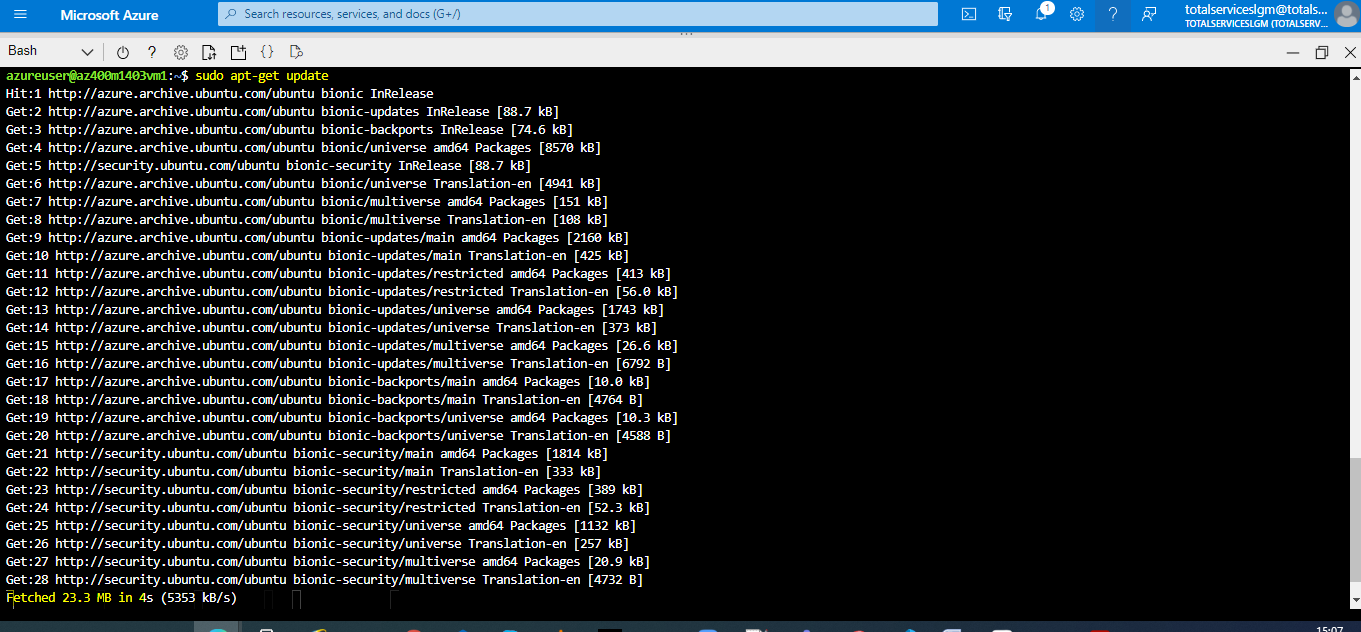 Microsoft Azure
Search resources, services, and docs (G+/)
1
?
totalserviceslgm@totals...
TOTALSERVICESLGM (TOTALSERV...
Bash
?
{}
azureuser@az400m1403vm1:~$ sudo apt-get update
Hit:1 http://azure.archive.ubuntu.com/ubuntu bionic InRelease
Get:2 http://azure.archive.ubuntu.com/ubuntu bionic-updates InRelease [88.7 kB]
Get:3 http://azure.archive.ubuntu.com/ubuntu bionic-backports InRelease [74.6 kB]
Get:4 http://azure.archive.ubuntu.com/ubuntu bionic/universe amd64 Packages [8570 kB]
Get:5 http://security.ubuntu.com/ubuntu bionic-security InRelease [88.7 kB]
Get:6 http://azure.archive.ubuntu.com/ubuntu bionic/universe Translation-en [4941 kB]
Get:7 http://azure.archive.ubuntu.com/ubuntu bionic/multiverse amd64 Packages [151 kB]
Get:8 http://azure.archive.ubuntu.com/ubuntu bionic/multiverse Translation-en [108 kB]
Get:9 http://azure.archive.ubuntu.com/ubuntu bionic-updates/main amd64 Packages [2160 kB]
Get:10 http://azure.archive.ubuntu.com/ubuntu bionic-updates/main Translation-en [425 kB]
Get:11 http://azure.archive.ubuntu.com/ubuntu bionic-updates/restricted amd64 Packages [413 kB]
Get:12 http://azure.archive.ubuntu.com/ubuntu bionic-updates/restricted Translation-en [56.0 kB]
Get:13 http://azure.archive.ubuntu.com/ubuntu bionic-updates/universe amd64 Packages [1743 kB]
Get:14 http://azure.archive.ubuntu.com/ubuntu bionic-updates/universe Translation-en [373 kB]
Get:15 http://azure.archive.ubuntu.com/ubuntu bionic-updates/multiverse amd64 Packages [26.6 kB]
Get:16 http://azure.archive.ubuntu.com/ubuntu bionic-updates/multiverse Translation-en [6792 B]
Get:17 http://azure.archive.ubuntu.com/ubuntu bionic-backports/main amd64 Packages [10.0 kB]
Get:18 http://azure.archive.ubuntu.com/ubuntu bionic-backports/main Translation-en [4764 B]
Get:19 http://azure.archive.ubuntu.com/ubuntu bionic-backports/universe amd64 Packages [10.3 kB]
Get:20 http://azure.archive.ubuntu.com/ubuntu bionic-backports/universe Translation-en [4588 B]
Get:21 http://security.ubuntu.com/ubuntu bionic-security/main amd64 Packages [1814 kB]
Get:22 http://security.ubuntu.com/ubuntu bionic-security/main Translation-en [333 kB]
Get:23 http://security.ubuntu.com/ubuntu bionic-security/restricted amd64 Packages [389 kB]
Get:24 http://security.ubuntu.com/ubuntu bionic-security/restricted Translation-en [52.3 kB]
Get:25 http://security.ubuntu.com/ubuntu bionic-security/universe amd64 Packages [1132 kB]
Get:26 http://security.ubuntu.com/ubuntu bionic-security/universe Translation-en [257 kB]
Get:27 http://security.ubuntu.com/ubuntu bionic-security/multiverse amd64 Packages [20.9 kB]
Get:28 http://security.ubuntu.com/ubuntu bionic-security/multiverse Translation-en [4732 B]
Fetched 23.3 MB in 4s (5353 kB/s)
15:07